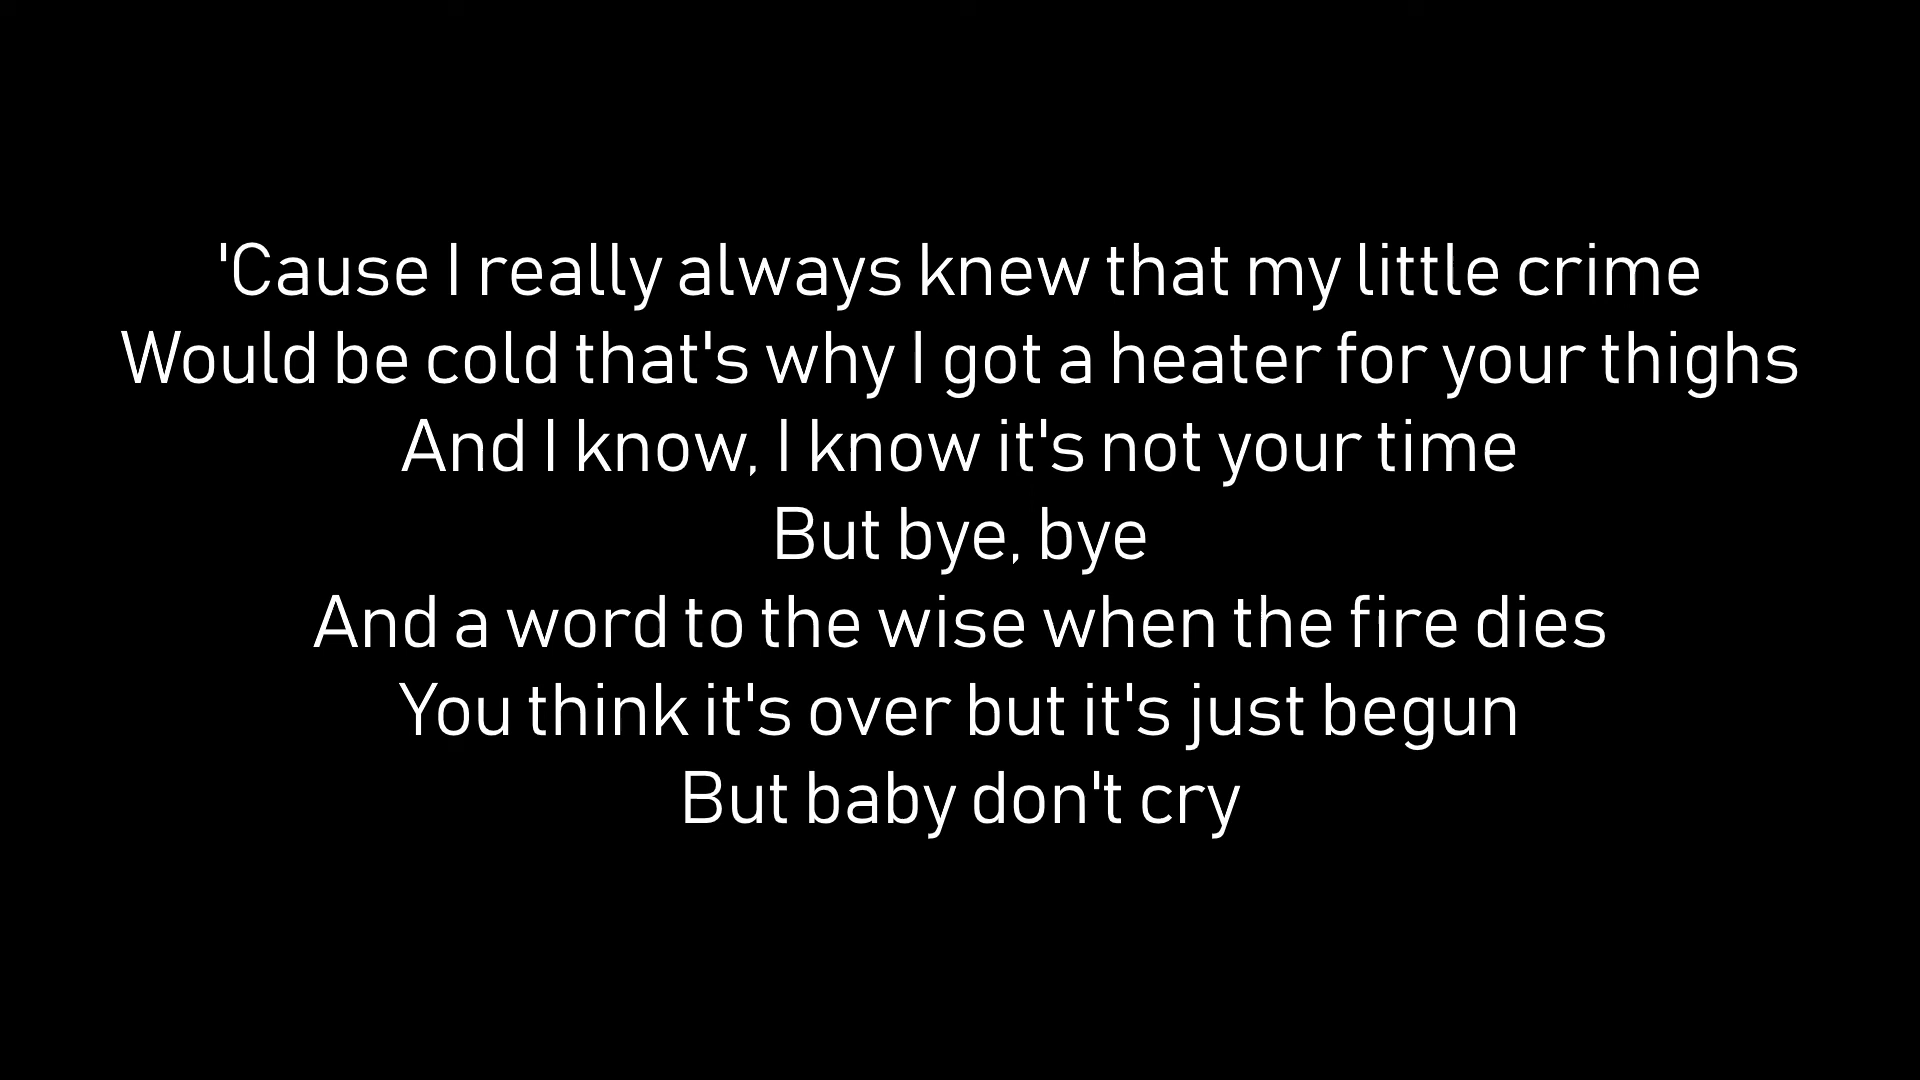 'Cause I really always knew that my little crime
Would be cold that's why I got a heater for your thighs
And I know, I know it's not your time
But bye, bye
And a word to the wise when the fire dies
You think it's over but it's just begun
But baby don't cry